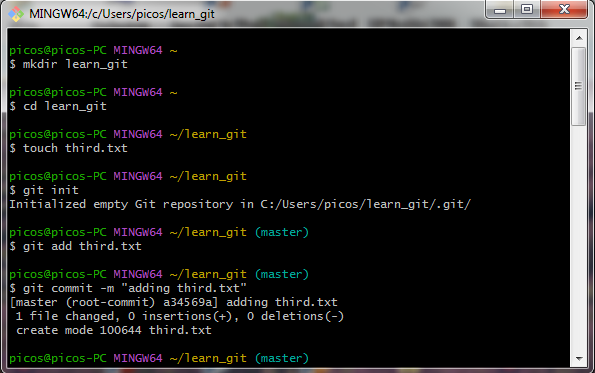 MINGW64:/c/Users/picos/learn_git
picos@picos-PC MINGW64 ~
$ mkdir learn_git
picos@picos-PC MINGW64 ~
$ cd learn_git
picos@picos-PC MINGW64 ~/learn_git
$ touch third.txt
picos@picos-PC MINGW64 ~/learn_git
$ git init
Initialized empty Git repository in C:/Users/picos/learn_git/.git/
picos@picos-PC MINGW64 ~/learn_git (master)
$ git add third.txt
picos@picos-PC MINGW64 ~/learn_git (master)
$ git commit -m "adding third.txt"
[master (root-commit) a34569a] adding third.txt
 1 file changed, 0 insertions(+), 0 deletions(-)
 create mode 100644 third.txt
picos@picos-PC MINGW64 ~/learn_git (master)